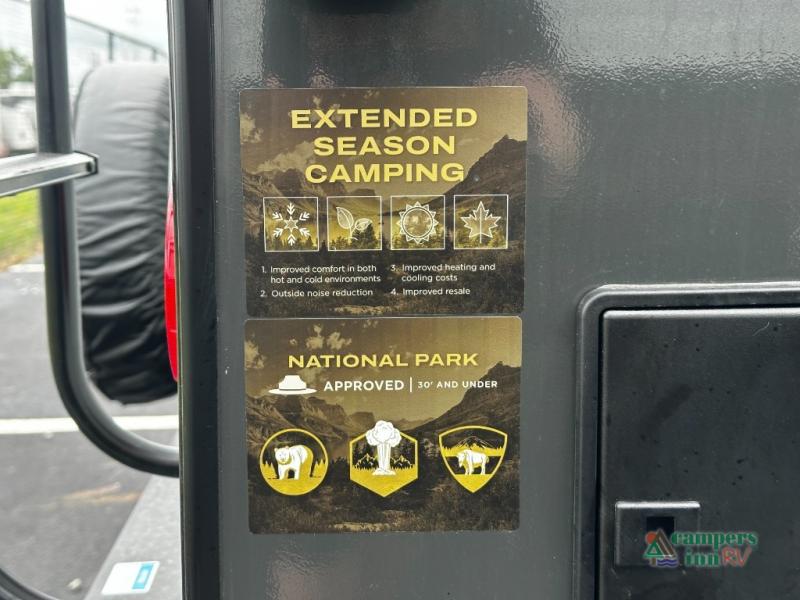 EXTENDED
SEASON
CAMPING
1. Improved comfort in both
hot and cold environments
2. Outside noise reduction
3. Improved heating and
cooling costs
4. Improved resale
NATIONAL PARK
APPROVED | 30' AND UNDER
campers
inn RV